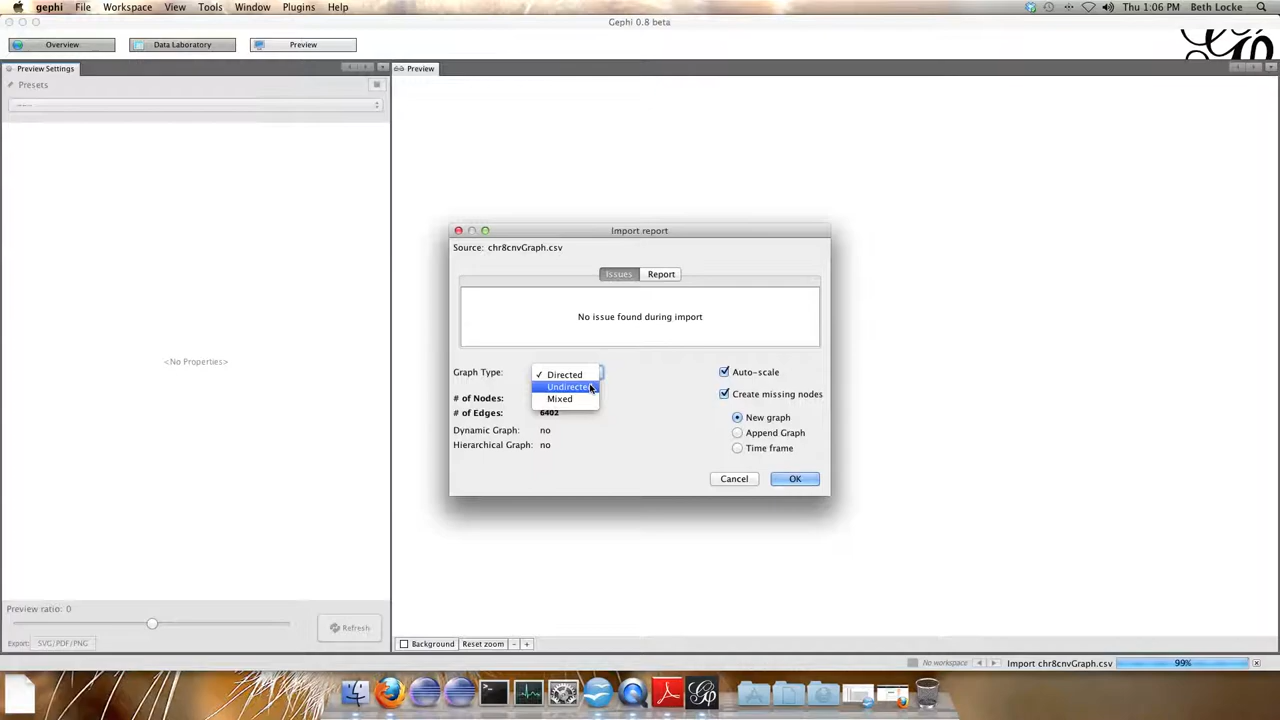 gephi File Workspace View Tools Window Plugins Help Thu 1:06 PM Beth Locke
Gephi 0.8 beta
Overview Data Laboratory Preview
Preview Settings Preview
Presets
-----
Import report
Source: chr8cnvGraph.csv
Issues Report
No issue found during import
<No Properties>
Graph Type: ✓ Directed Auto-scale
Undirected
# of Nodes: Mixed Create missing nodes
# of Edges: 6402
New graph
Dynamic Graph: no Append Graph
Hierarchical Graph: no Time frame
Cancel OK
Preview ratio: 0
Refresh
Export: SVG/PDF/PNG Background Reset zoom - +
No workspace Import chr8cnvGraph.csv 99%